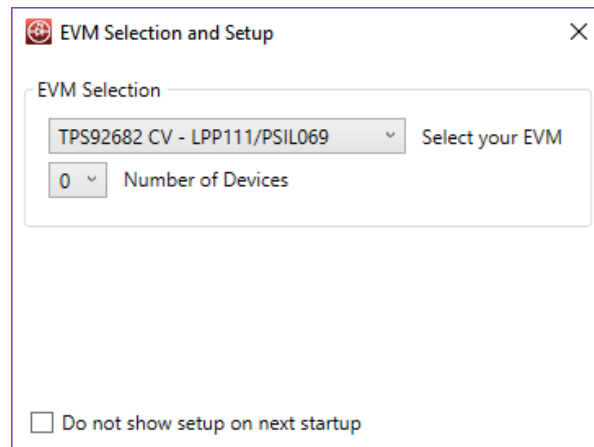 EVM Selection and Setup
EVM Selection
TPS92682 CV - LPP111/PSIL069 Select your EVM
0 Number of Devices
Do not show setup on next startup